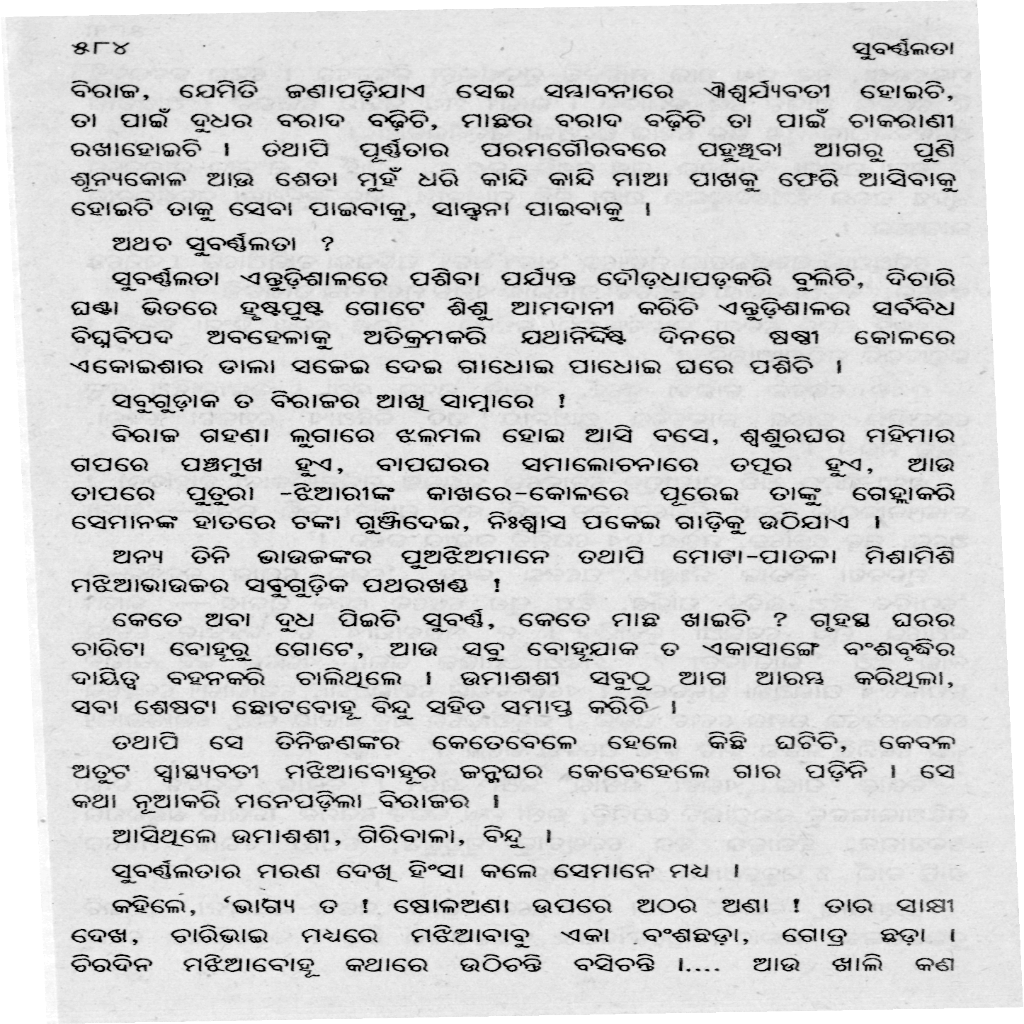 ୫୮୪ ସୁବର୍ଣ୍ଣଲତା
ବିରାଜ, ଯେମିତି ଜଣାପଡ଼ିଯାଏ ସେଇ ସମ୍ଭାବନାରେ ଐଶ୍ୱର୍ଯ୍ୟବତୀ ହୋଇଚି,
ତା ପାଇଁ ଦୁଧର ବରାଦ ବଢ଼ିଚି, ମାଛର ବରାଦ ବଢ଼ିଚି ତା ପାଇଁ ଚାକରାଣୀ
ରଖାହୋଇଚି । ତଥାପି ପୂର୍ଣ୍ଣତାର ପରମଗୌରବରେ ପହୁଞ୍ଚିବା ଆଗରୁ ପୁଣି
ଶୂନ୍ୟକୋଳ ଆଉ ଶେତା ମୁହଁ ଧରି କାନ୍ଦି କାନ୍ଦି ମାଆ ପାଖକୁ ଫେରି ଆସିବାକୁ
ହୋଇଚି ତାକୁ ସେବା ପାଇବାକୁ, ସାନ୍ତ୍ୱନା ପାଇବାକୁ ।
ଅଥଚ ସୁବର୍ଣ୍ଣଲତା ?
ସୁବର୍ଣ୍ଣଲତା ଏନ୍ତୁଡ଼ିଶାଳରେ ପଶିବା ପର୍ଯ୍ୟନ୍ତ ଦୌଡ଼ଧାପଡ଼କରି ବୁଲିଚି, ଦିଚାରି
ଘଣ୍ଟା ଭିତରେ ହୃଷ୍ଟପୁଷ୍ଟ ଗୋଟେ ଶିଶୁ ଆମଦାନୀ କରିଚି ଏନ୍ତୁଡ଼ିଶାଳର ସର୍ବବିଧ
ବିଘ୍ନବିପଦ ଅବହେଳାକୁ ଅତିକ୍ରମକରି ଯଥାନିର୍ଦ୍ଦିଷ୍ଟ ଦିନରେ ଷଷ୍ଠୀ କୋଳରେ
ଏକୋଇଶାର ଡାଲା ସଜେଇ ଦେଇ ଗାଧୋଇ ପାଧୋଇ ଘରେ ପଶିଚି ।
ସବୁଗୁଡ଼ାକ ତ ବିରାଜର ଆଖି ସାମ୍ନାରେ !
ବିରାଜ ଗହଣା ଲୁଗାରେ ଝଲମଲ ହୋଇ ଆସି ବସେ, ଶ୍ୱଶୁରଘର ମହିମାର
ଗପରେ ପଞ୍ଚମୁଖ ହୁଏ, ବାପଘରର ସମାଲୋଚନାରେ ତପୂର ହୁଏ, ଆଉ
ତାପରେ ପୁତୁରା -ଝିଆରୀଙ୍କ କାଖରେ-କୋଳରେ ପୂରେଇ ତାଙ୍କୁ ଗେହ୍ଲାକରି
ସେମାନଙ୍କ ହାତରେ ଟଙ୍କା ଗୁଞ୍ଜିଦେଇ, ନିଃଶ୍ୱାସ ପକେଇ ଗାଡ଼ିକୁ ଉଠିଯାଏ ।
ଅନ୍ୟ ତିନି ଭାଉଜଙ୍କର ପୁଅଝିଅମାନେ ତଥାପି ମୋଟା-ପାତଳା ମିଶାମିଶି
ମଝିଆଭାଉଜର ସବୁଗୁଡ଼ିକ ପଥରଖଣ୍ଡ !
କେତେ ଅବା ଦୁଧ ପିଇଚି ସୁବର୍ଣ୍ଣ, କେତେ ମାଛ ଖାଇଚି ? ଗୃହସ୍ଥ ଘରର
ଚାରିଟା ବୋହୂରୁ ଗୋଟେ, ଆଉ ସବୁ ବୋହୂଯାକ ତ ଏକାସାଙ୍ଗେ ବଂଶବୃଦ୍ଧିର
ଦାୟିତ୍ୱ ବହନକରି ଚାଲିଥିଲେ । ଉମାଶଶୀ ସବୁଠୁ ଆଗ ଆରମ୍ଭ କରିଥିଲା,
ସବା ଶେଷଟା ଛୋଟବୋହୂ ବିନ୍ଦୁ ସହିତ ସମାପ୍ତ କରିଚି ।
ତଥାପି ସେ ତିନିଜଣଙ୍କର କେତେବେଳେ ହେଲେ କିଛି ଘଟିଚି, କେବଳ
ଅତୁଟ ସ୍ୱାସ୍ଥ୍ୟବତୀ ମଝିଆବୋହୂର ଜନ୍ମଘର କେବେହେଲେ ଗାର ପଡ଼ିନି । ସେ
କଥା ନୂଆକରି ମନେପଡ଼ିଲା ବିରାଜର ।
ଆସିଥିଲେ ଉମାଶଶୀ, ଗିରିବାଳା, ବିନ୍ଦୁ ।
ସୁବର୍ଣ୍ଣଲତାର ମରଣ ଦେଖି ହିଂସା କଲେ ସେମାନେ ମଧ୍ୟ ।
କହିଲେ, ‘ଭାଗ୍ୟ ତ ! ଷୋଳଅଣା ଉପରେ ଅଠର ଅଣା ! ତାର ସାକ୍ଷୀ
ଦେଖ, ଚାରିଭାଇ ମଧ୍ୟରେ ମଝିଆବାବୁ ଏକା ବଂଶଛଡ଼ା, ଗୋତ୍ର ଛଡ଼ା ।
ଚିରଦିନ ମଝିଆବୋହୂ କଥାରେ ଉଠିଚନ୍ତି ବସିଚନ୍ତି ।.... ଆଉ ଖାଲି କଣ